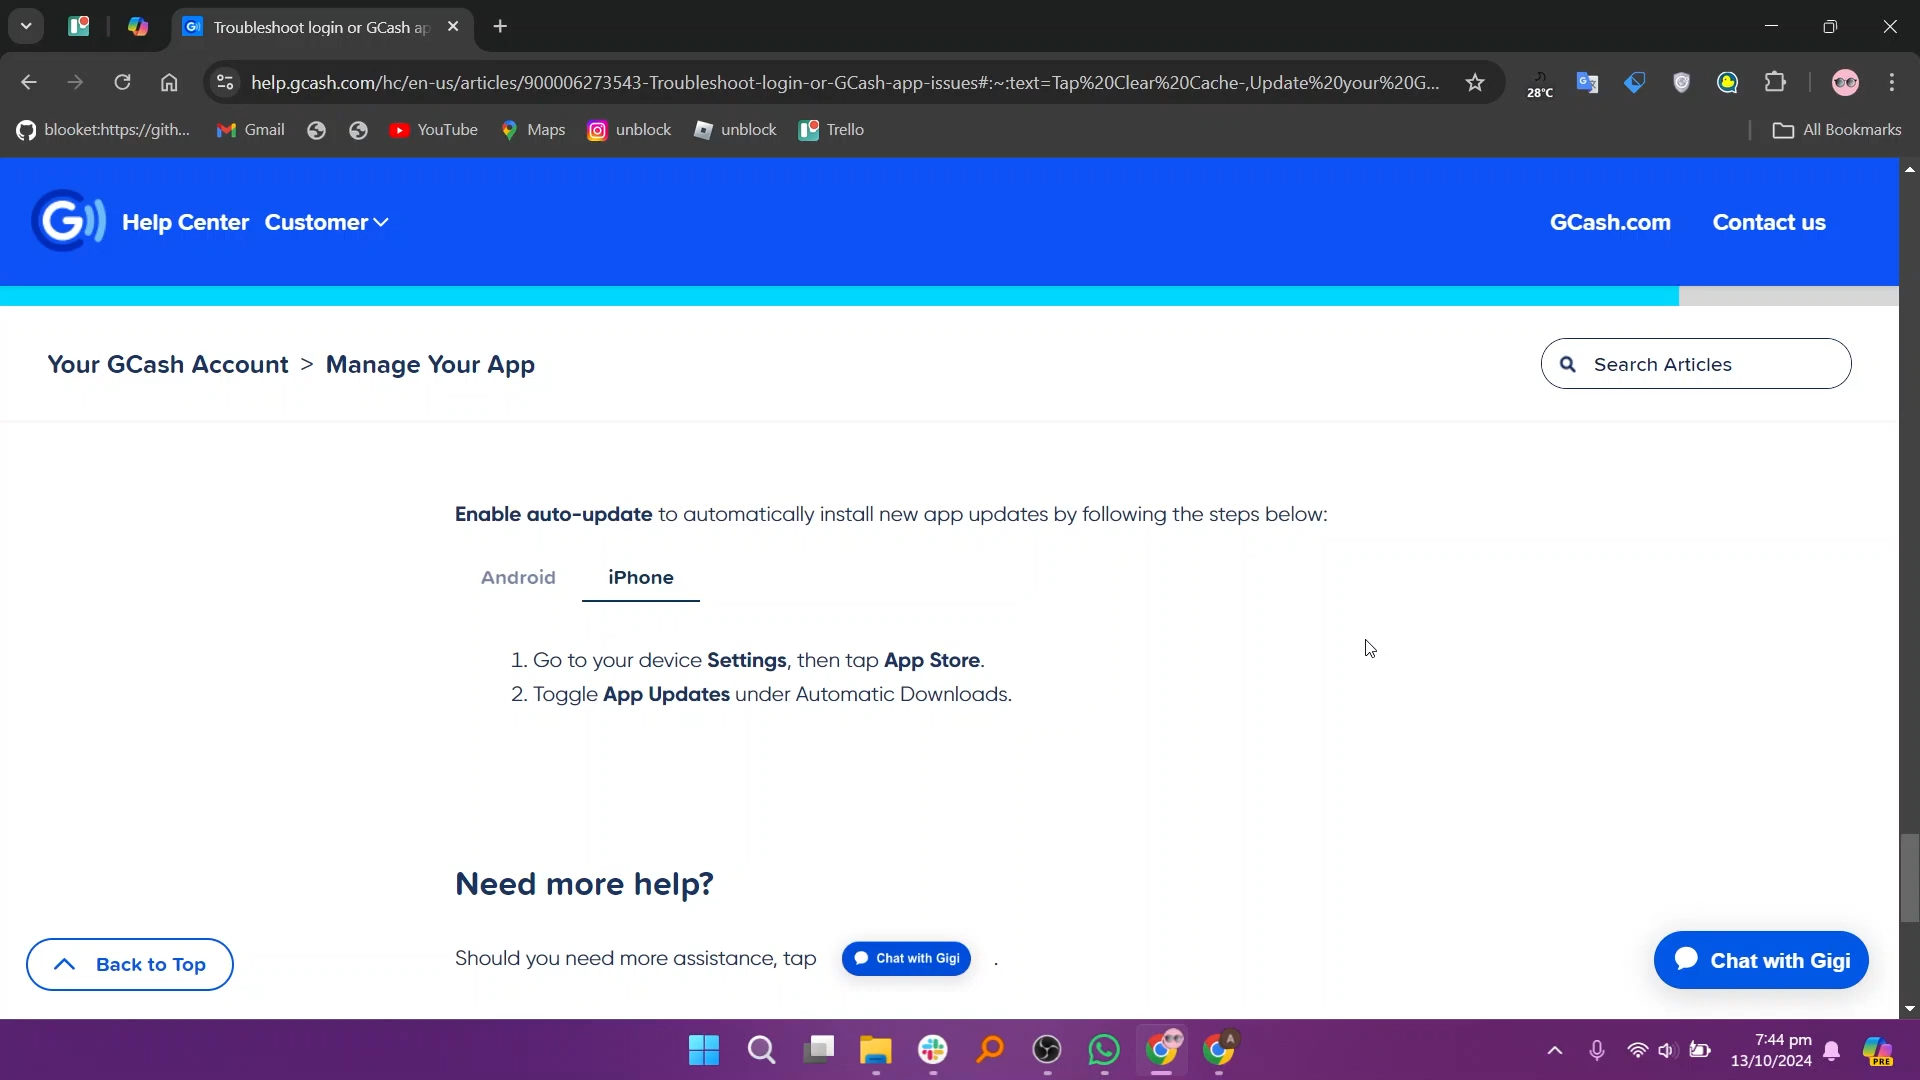 Troubleshoot login or GCash ap
help.gcash.com/hc/en-us/articles/900006273543-Troubleshoot-login-or-GCash-app-issues#:~:text=Tap%20Clear%20Cache-,Update%20your%20G...
28°C
blooket:https://gith...
Gmail
YouTube
Maps
unblock
unblock
Trello
All Bookmarks
Help Center
Customer
GCash.com
Contact us
Your GCash Account > Manage Your App
Search Articles
Enable auto-update to automatically install new app updates by following the steps below:
Android
iPhone
1. Go to your device Settings, then tap App Store.
2. Toggle App Updates under Automatic Downloads.
Need more help?
Should you need more assistance, tap Chat with Gigi .
Back to Top
Chat with Gigi
7:44 pm
13/10/2024
A
PRE